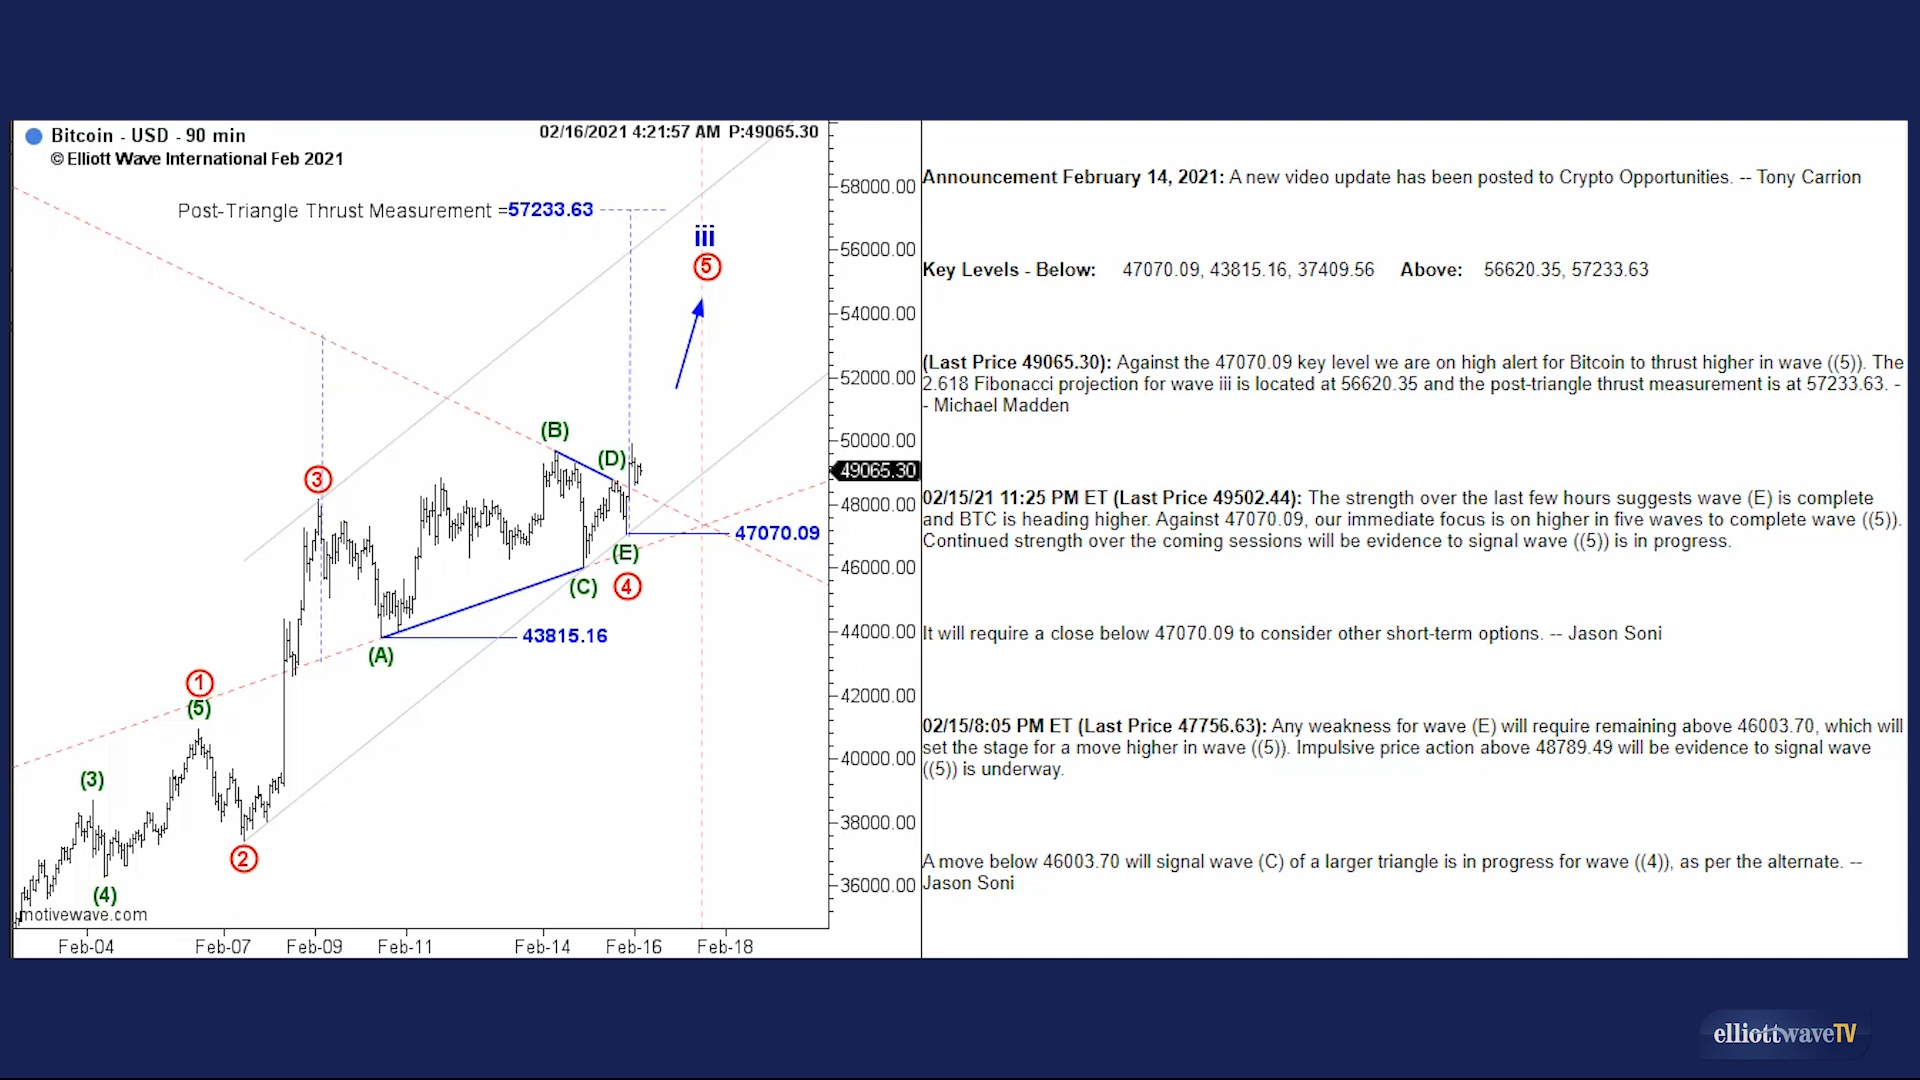 Bitcoin - USD - 90 min
02/16/2021 4:21:57 AM P:49065.30
© Elliott Wave International Feb 2021
Post-Triangle Thrust Measurement =57233.63
iii
5
(B)
(D)
3
47070.09
(E)
4
(C)
43815.16
(A)
1
(5)
(3)
2
(4)
motivewave.com
58000.00
56000.00
54000.00
52000.00
50000.00
49065.30
48000.00
46000.00
44000.00
42000.00
40000.00
38000.00
36000.00
Feb-04
Feb-07
Feb-09
Feb-11
Feb-14
Feb-16
Feb-18
Announcement February 14, 2021: A new video update has been posted to Crypto Opportunities. -- Tony Carrion
Key Levels - Below: 47070.09, 43815.16, 37409.56 Above: 56620.35, 57233.63
(Last Price 49065.30): Against the 47070.09 key level we are on high alert for Bitcoin to thrust higher in wave ((5)). The
2.618 Fibonacci projection for wave iii is located at 56620.35 and the post-triangle thrust measurement is at 57233.63. -
- Michael Madden
02/15/21 11:25 PM ET (Last Price 49502.44): The strength over the last few hours suggests wave (E) is complete
and BTC is heading higher. Against 47070.09, our immediate focus is on higher in five waves to complete wave ((5)).
Continued strength over the coming sessions will be evidence to signal wave ((5)) is in progress.
It will require a close below 47070.09 to consider other short-term options. -- Jason Soni
02/15/8:05 PM ET (Last Price 47756.63): Any weakness for wave (E) will require remaining above 46003.70, which will
set the stage for a move higher in wave ((5)). Impulsive price action above 48789.49 will be evidence to signal wave
((5)) is underway.
A move below 46003.70 will signal wave (C) of a larger triangle is in progress for wave ((4)), as per the alternate. --
Jason Soni
elliottwaveTV